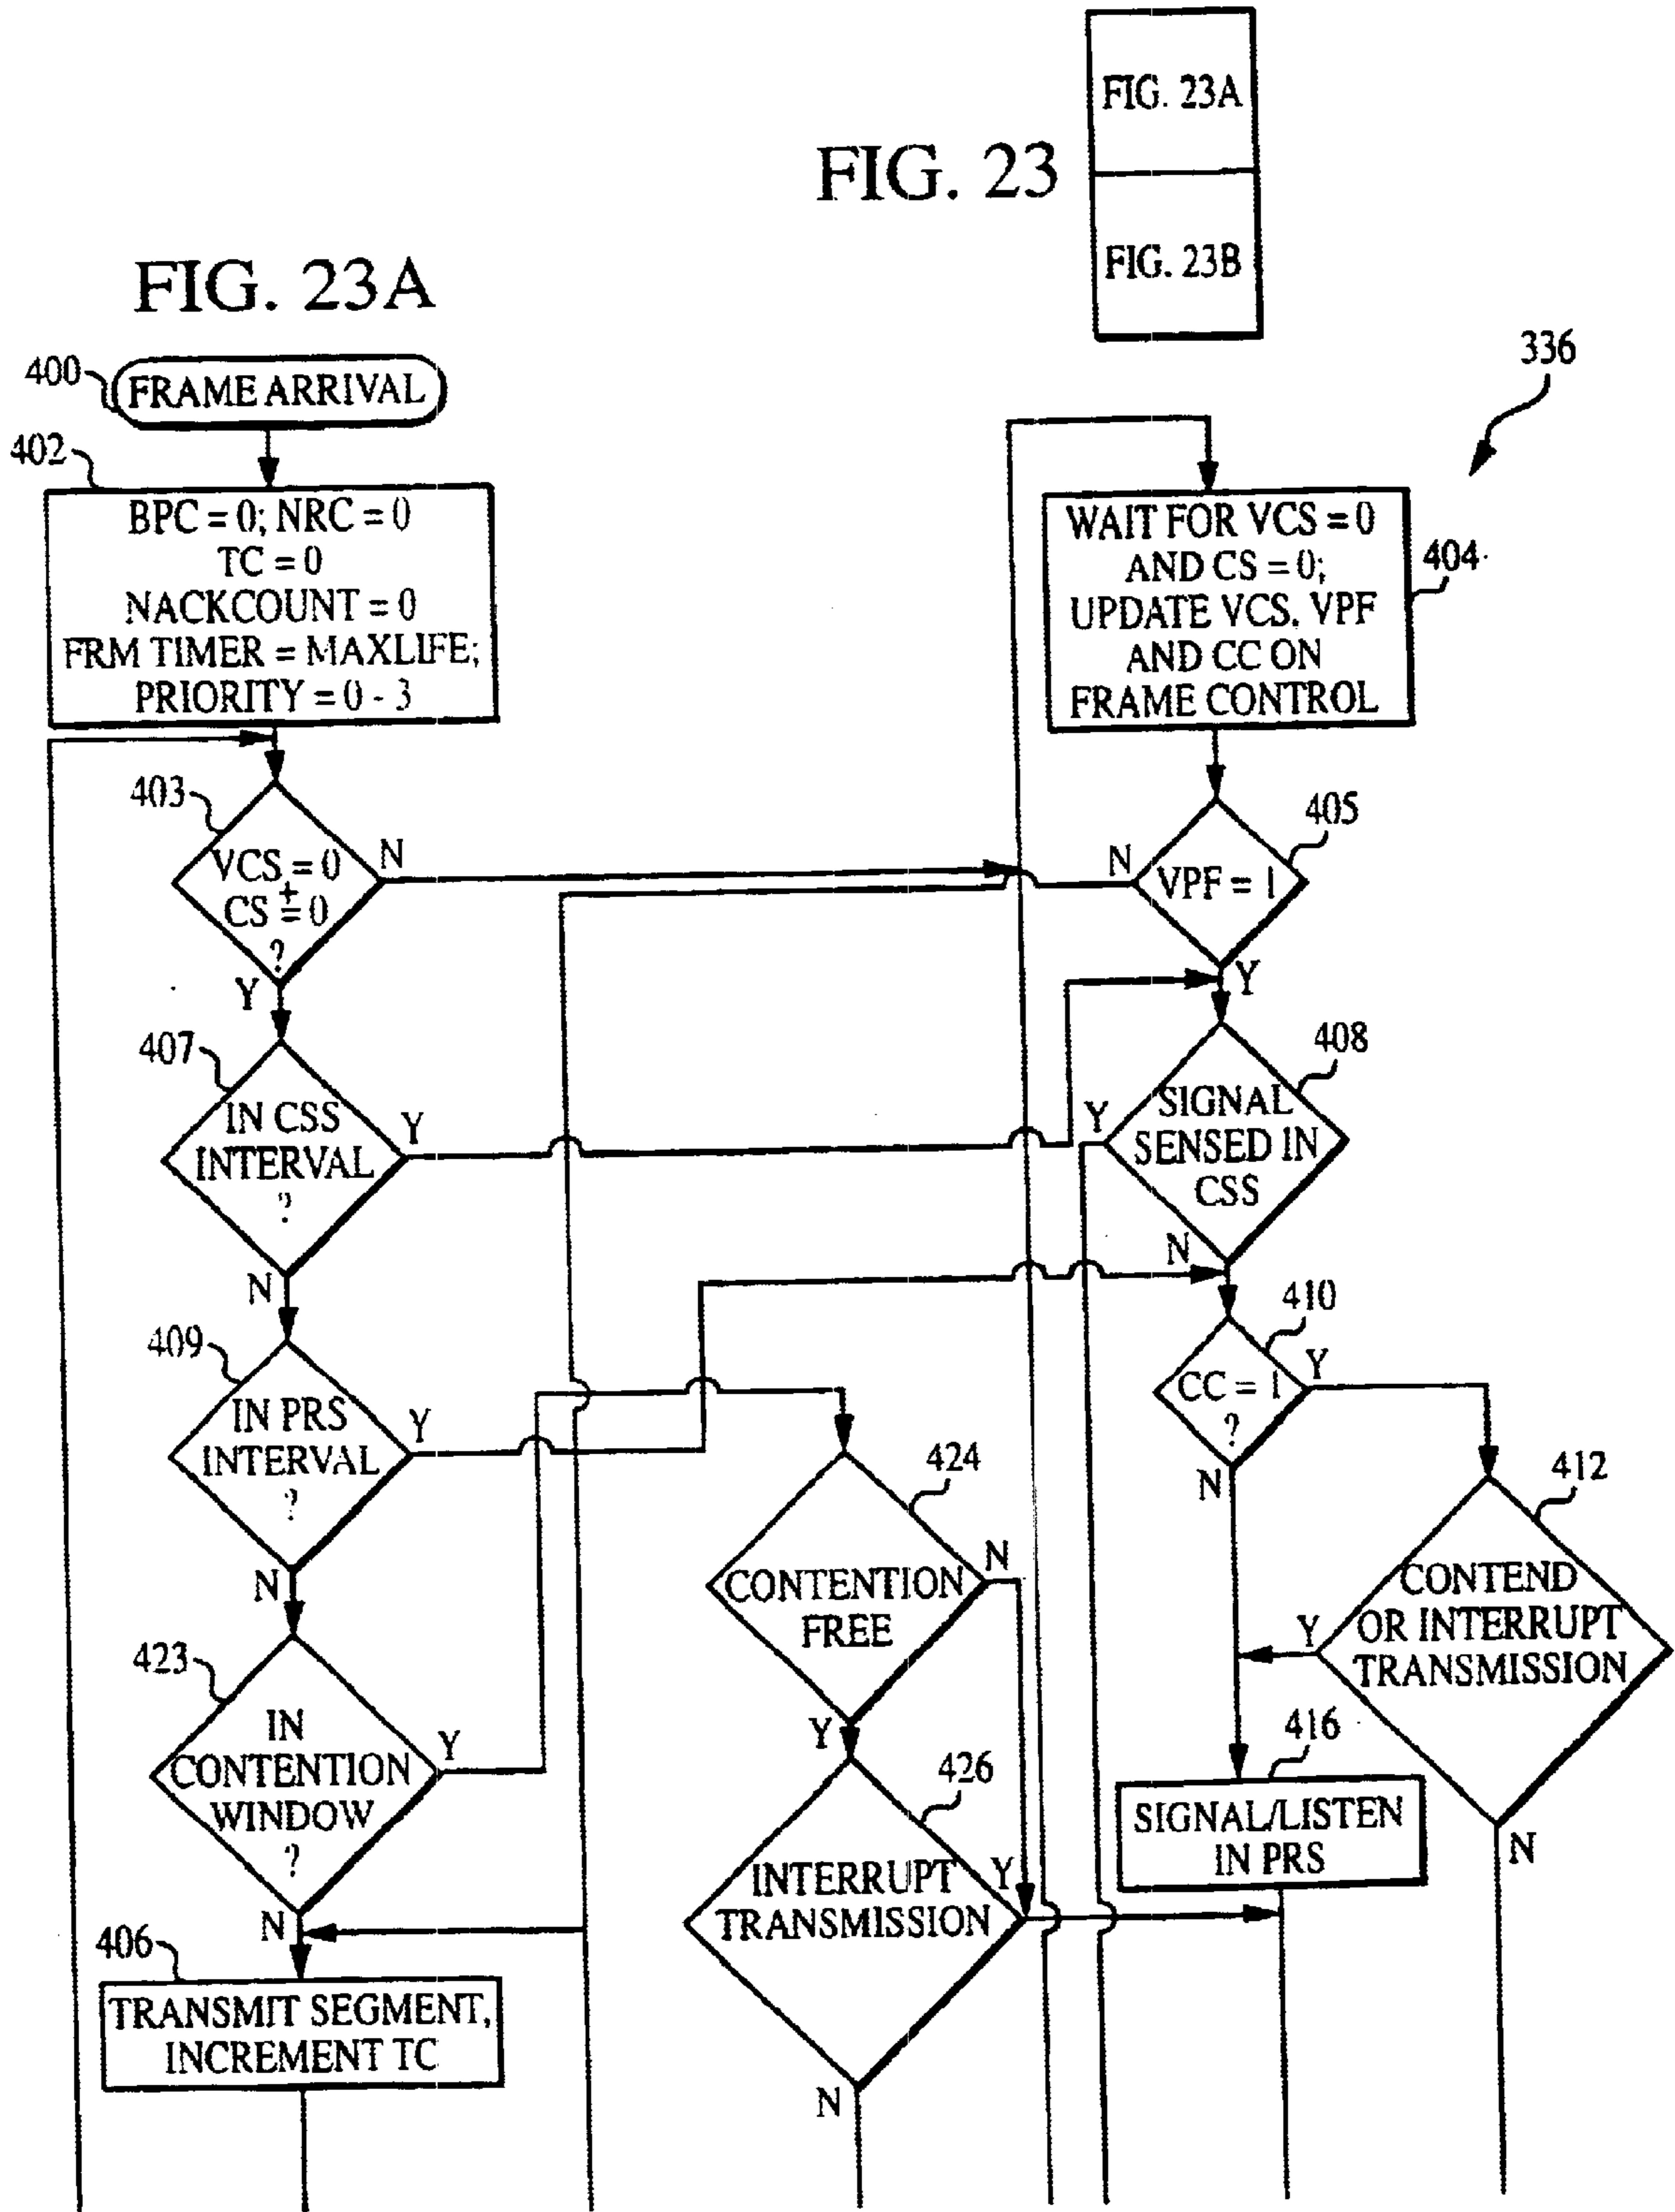 FIG. 23
FIG. 23A
FIG. 23B
FIG. 23A
336
400
FRAME ARRIVAL
402
BPC = 0; NRC = 0
TC = 0
NACKCOUNT = 0
FRM TIMER = MAXLIFE;
PRIORITY = 0 - 3
WAIT FOR VCS = 0
AND CS = 0;
UPDATE VCS, VPF
AND CC ON
FRAME CONTROL
404
403
VCS = 0
+
CS = 0
?
N
Y
405
VPF = 1
N
Y
407
IN CSS
INTERVAL
?
Y
N
408
SIGNAL
SENSED IN
CSS
Y
N
409
IN PRS
INTERVAL
?
Y
N
410
CC = 1
?
Y
N
412
CONTEND
OR INTERRUPT
TRANSMISSION
Y
N
424
CONTENTION
FREE
N
Y
423
IN
CONTENTION
WINDOW
?
Y
N
426
INTERRUPT
TRANSMISSION
Y
N
416
SIGNAL/LISTEN
IN PRS
406
TRANSMIT SEGMENT,
INCREMENT TC